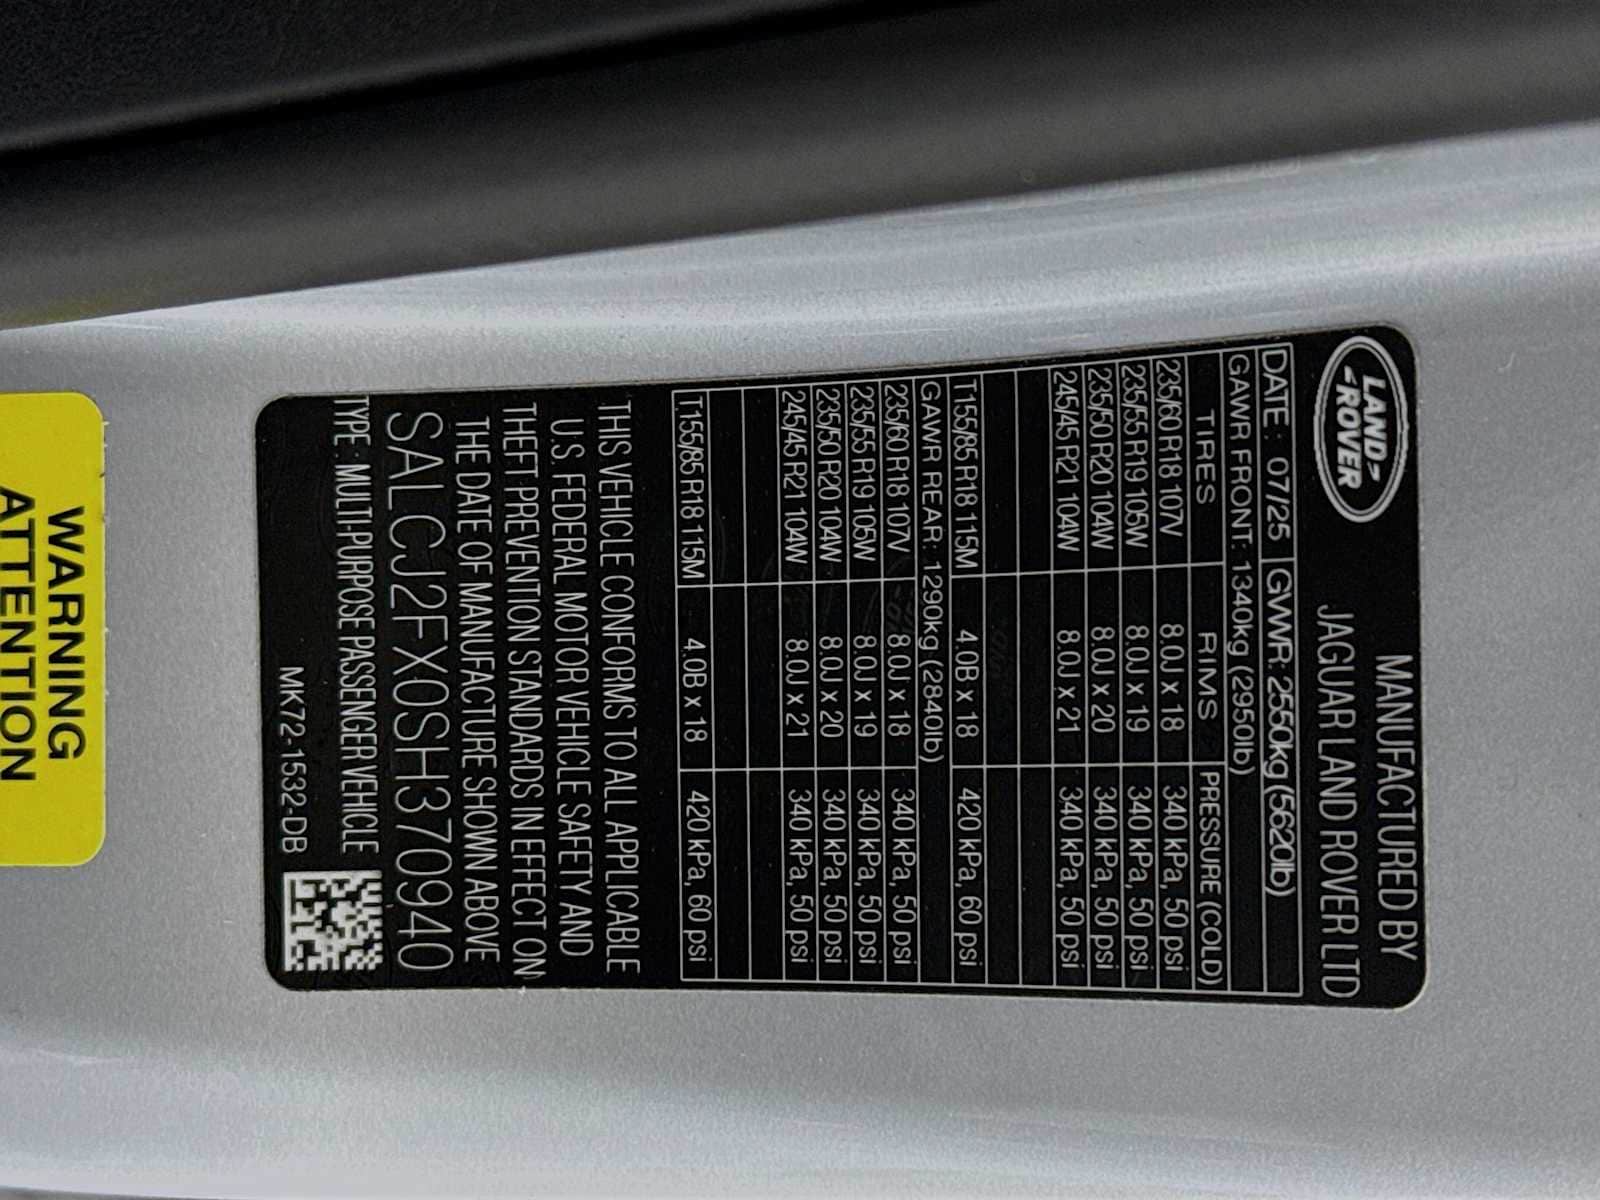 LAND
ROVER
MANUFACTURED BY
JAGUAR LAND ROVER LTD
DATE: 07/25 GWVR: 2550kg (5620lb)
GAWR FRONT: 1340kg (2950lb)
TIRES RIMS PRESSURE (COLD)
235/60 R18 107V 8.0J x 18 340 kPa, 50 psi
235/55 R19 105W 8.0J x 19 340 kPa, 50 psi
235/50 R20 104W 8.0J x 20 340 kPa, 50 psi
245/45 R21 104W 8.0J x 21 340 kPa, 50 psi
T155/85 R18 115M 4.0B x 18 420 kPa, 60 psi
GAWR REAR: 1290kg (2840lb)
235/60 R18 107V 8.0J x 18 340 kPa, 50 psi
235/55 R19 105W 8.0J x 19 340 kPa, 50 psi
235/50 R20 104W 8.0J x 20 340 kPa, 50 psi
245/45 R21 104W 8.0J x 21 340 kPa, 50 psi
T155/85 R18 115M 4.0B x 18 420 kPa, 60 psi
THIS VEHICLE CONFORMS TO ALL APPLICABLE
U.S. FEDERAL MOTOR VEHICLE SAFETY AND
THEFT PREVENTION STANDARDS IN EFFECT ON
THE DATE OF MANUFACTURE SHOWN ABOVE
SALCJ2FX0SH370940
TYPE: MULTI-PURPOSE PASSENGER VEHICLE
MK72-1532-DB
WARNING
ATTENTION